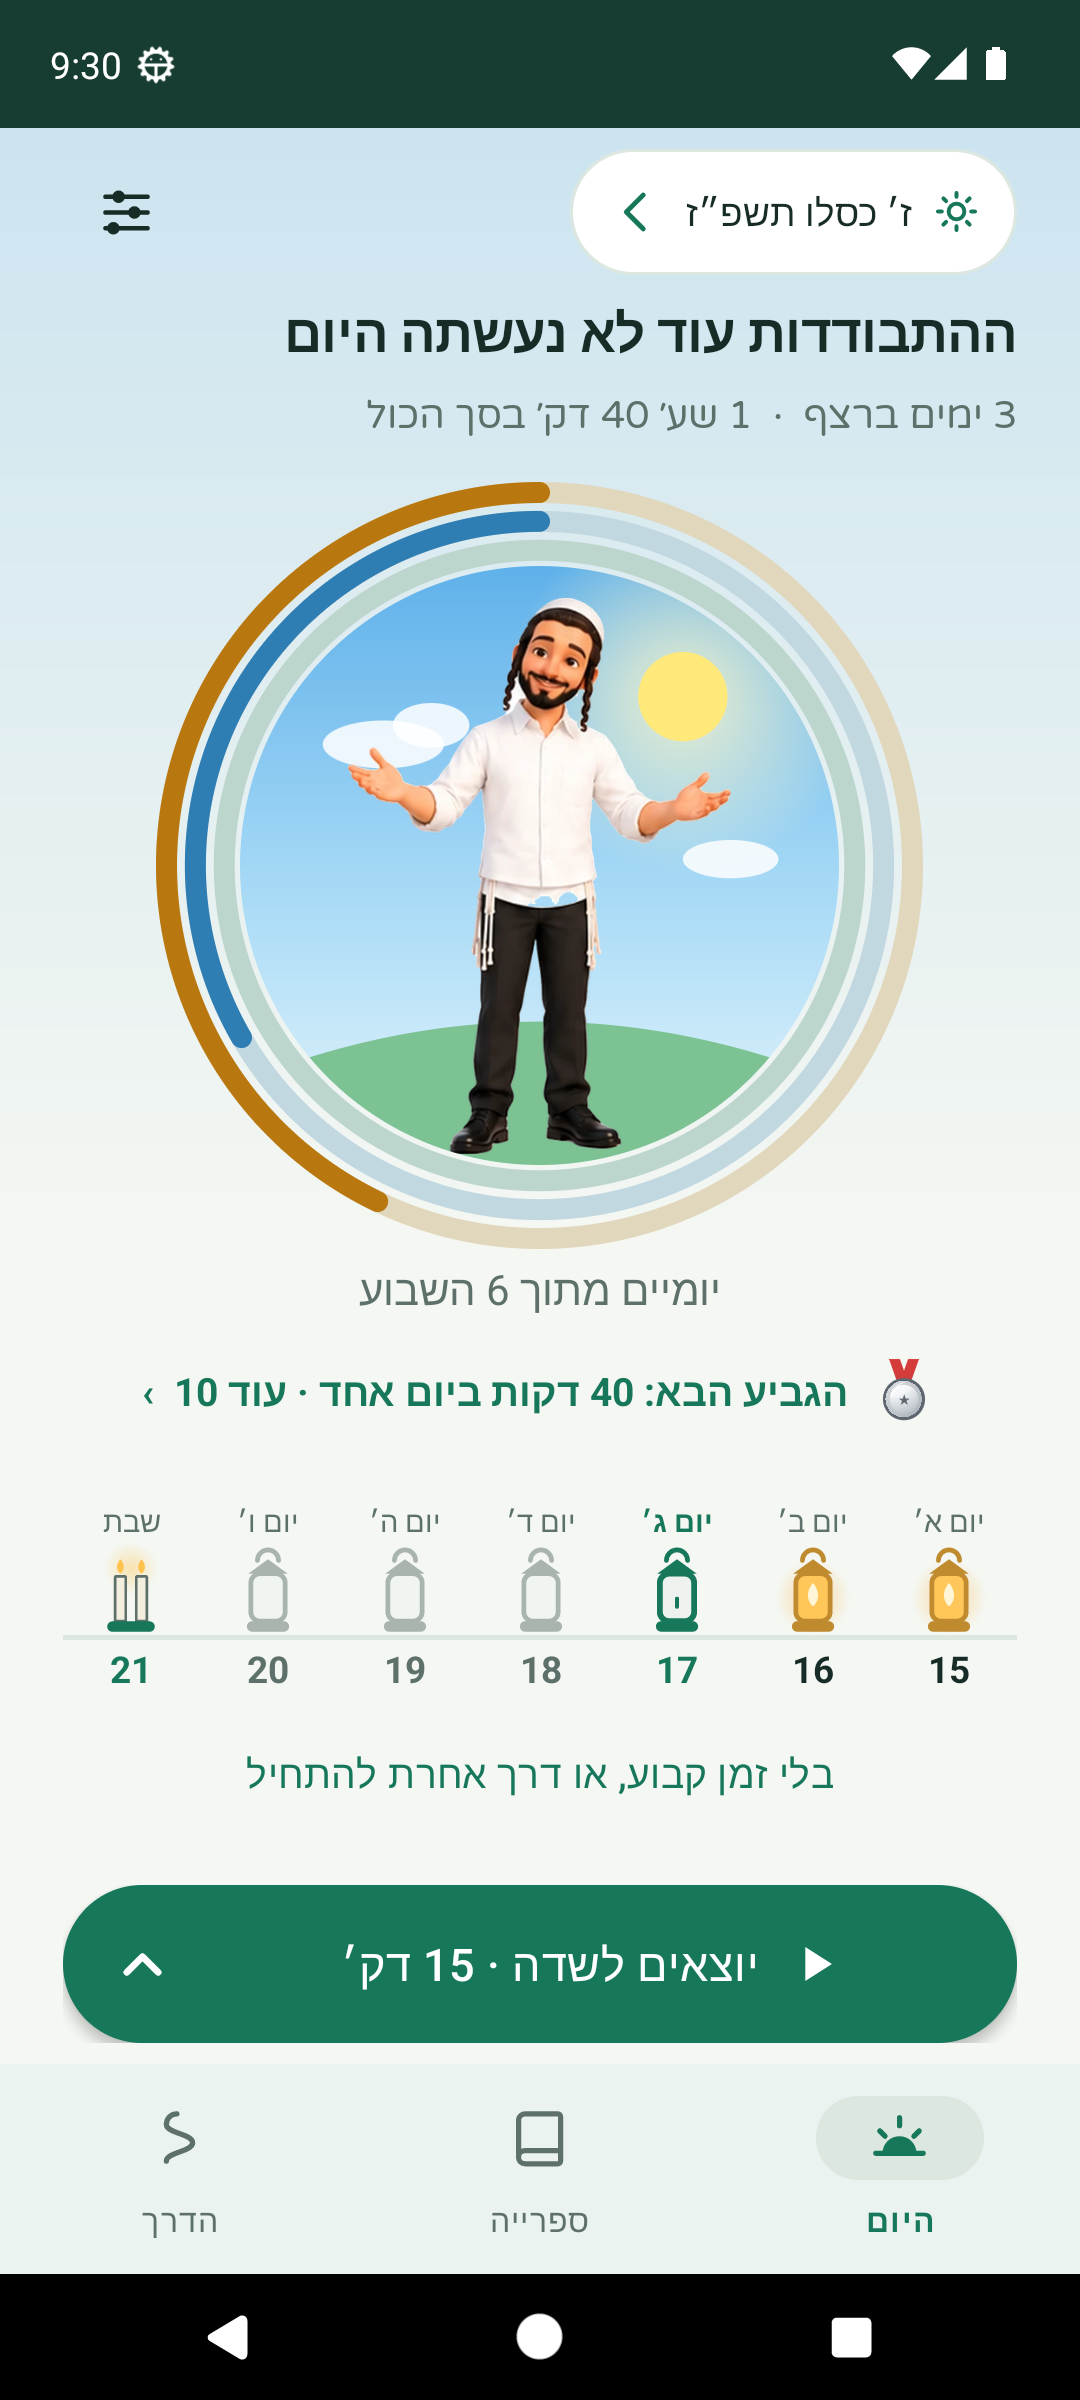 9:30
ז׳ כסלו תשפ״ז
ההתבודדות עוד לא נעשתה היום
3 ימים ברצף · 1 שע׳ 40 דק׳ בסך הכול
יומיים מתוך 6 השבוע
הגביע הבא: 40 דקות ביום אחד · עוד 10 ›
יום א׳ יום ב׳ יום ג׳ יום ד׳ יום ה׳ יום ו׳ שבת
15 16 17 18 19 20 21
בלי זמן קבוע, או דרך אחרת להתחיל
יוצאים לשדה · 15 דק׳
היום ספרייה הדרך